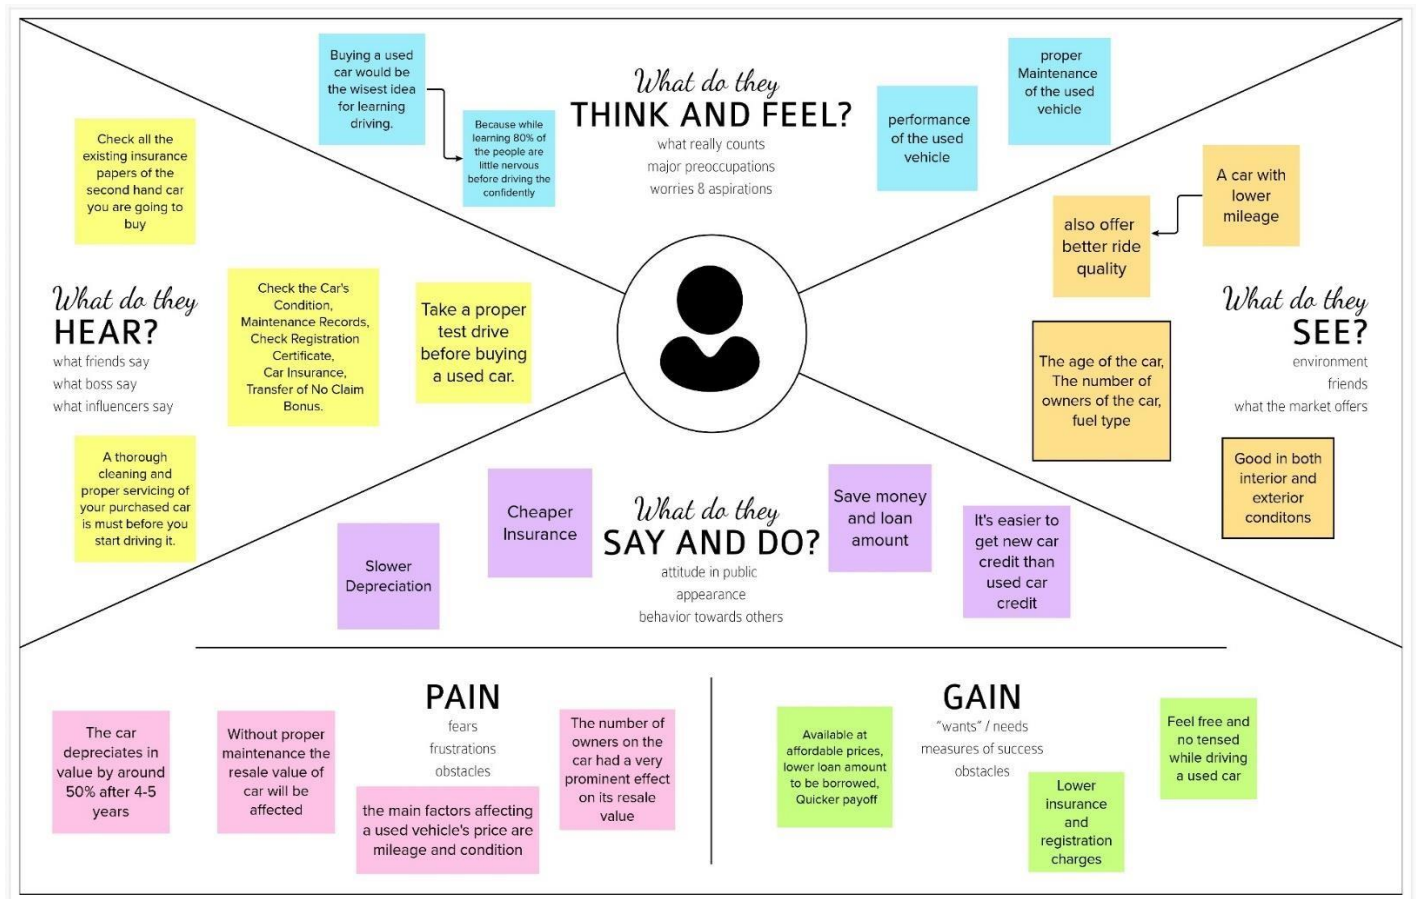 Buying a used
car would be
the wisest idea
for learning
driving.
Because while
learning 80% of
the people are
little nervous
before driving the
confidently
What do they
THINK AND FEEL?
what really counts
major preoccupations
worries & aspirations
performance
of the used
vehicle
proper
Maintenance
of the used
vehicle
Check all the
existing insurance
papers of the
second hand car
you are going to
buy
What do they
HEAR?
what friends say
what boss say
what influencers say
Check the Car's
Condition,
Maintenance Records,
Check Registration
Certificate,
Car Insurance,
Transfer of No Claim
Bonus.
Take a proper
test drive
before buying
a used car.
A thorough
cleaning and
proper servicing of
your purchased car
is must before you
start driving it.
A car with
lower
mileage
also offer
better ride
quality
What do they
SEE?
environment
friends
what the market offers
The age of the car,
The number of
owners of the car,
fuel type
Good in both
interior and
exterior
conditons
Slower
Depreciation
Cheaper
Insurance
What do they
SAY AND DO?
attitude in public
appearance
behavior towards others
Save money
and loan
amount
It's easier to
get new car
credit than
used car
credit
PAIN
fears
frustrations
obstacles
The car
depreciates in
value by around
50% after 4-5
years
Without proper
maintenance the
resale value of
car will be
affected
the main factors affecting
a used vehicle's price are
mileage and condition
The number of
owners on the
car had a very
prominent effect
on its resale
value
GAIN
"wants" / needs
measures of success
obstacles
Available at
affordable prices,
lower loan amount
to be borrowed,
Quicker payoff
Lower
insurance
and
registration
charges
Feel free and
no tensed
while driving
a used car